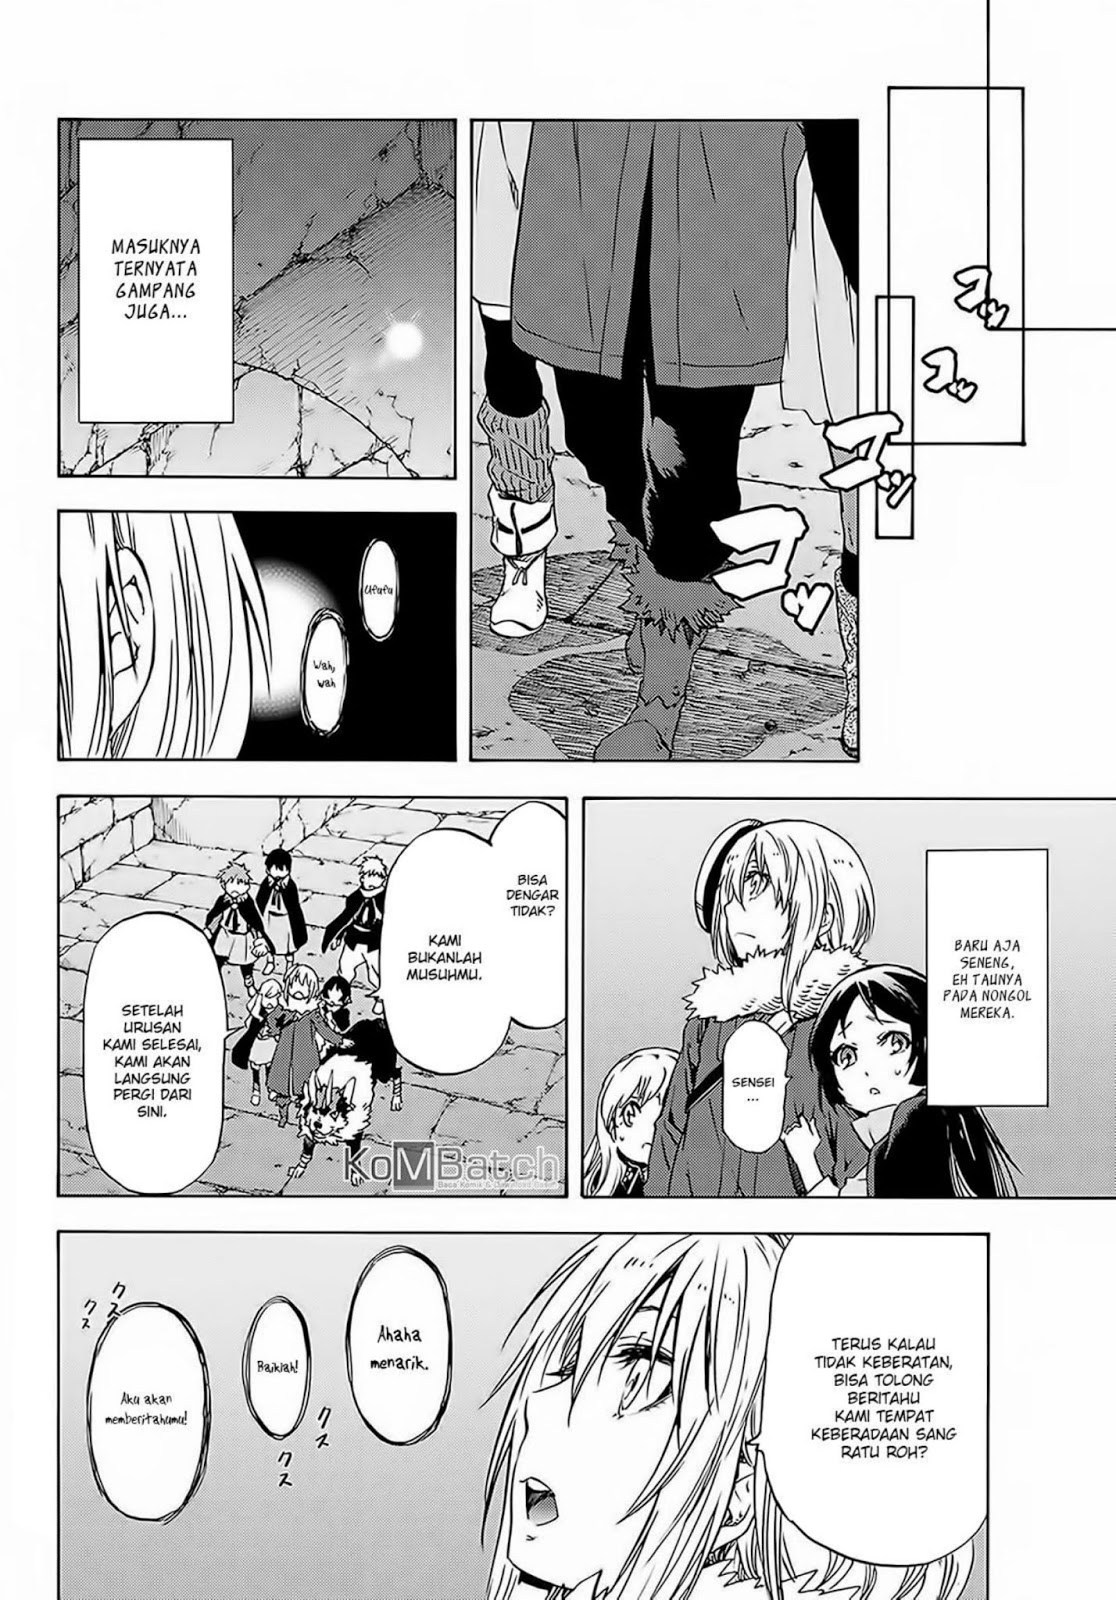 コッ
コッ
コッ
コッ
MASUKNYA
TERNYATA
GAMPANG
JUGA...
Ufufu
Wah,
wah
BARU AJA
SENENG,
EH TAUNYA
PADA NONGOL
MEREKA.
SENSEI
...
BISA
DENGAR
TIDAK?
KAMI
BUKANLAH
MUSUHMU.
SETELAH
URUSAN
KAMI SELESAI,
KAMI AKAN
LANGSUNG
PERGI DARI
SINI.
KoMBatch
TERUS KALAU
TIDAK KEBERATAN,
BISA TOLONG
BERITAHU
KAMI TEMPAT
KEBERADAAN SANG
RATU ROH?
Ahaha
menarik.
クス
Baiklah!
クス
Aku akan
memberitahumu!
クス
クス